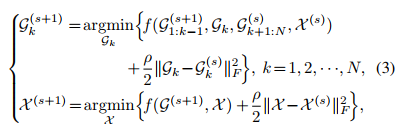 𝒢_k^{(s+1)} = argmin_{𝒢_k} { f(𝒢_{1:k−1}^{(s+1)}, 𝒢_k, 𝒢_{k+1:N}^{(s)}, 𝒳^{(s)})
+ ρ/2 ‖𝒢_k − 𝒢_k^{(s)}‖_F^2 }, k = 1, 2, ⋯, N, (3)
𝒳^{(s+1)} = argmin_{𝒳} { f(𝒢^{(s+1)}, 𝒳) + ρ/2 ‖𝒳 − 𝒳^{(s)}‖_F^2 },